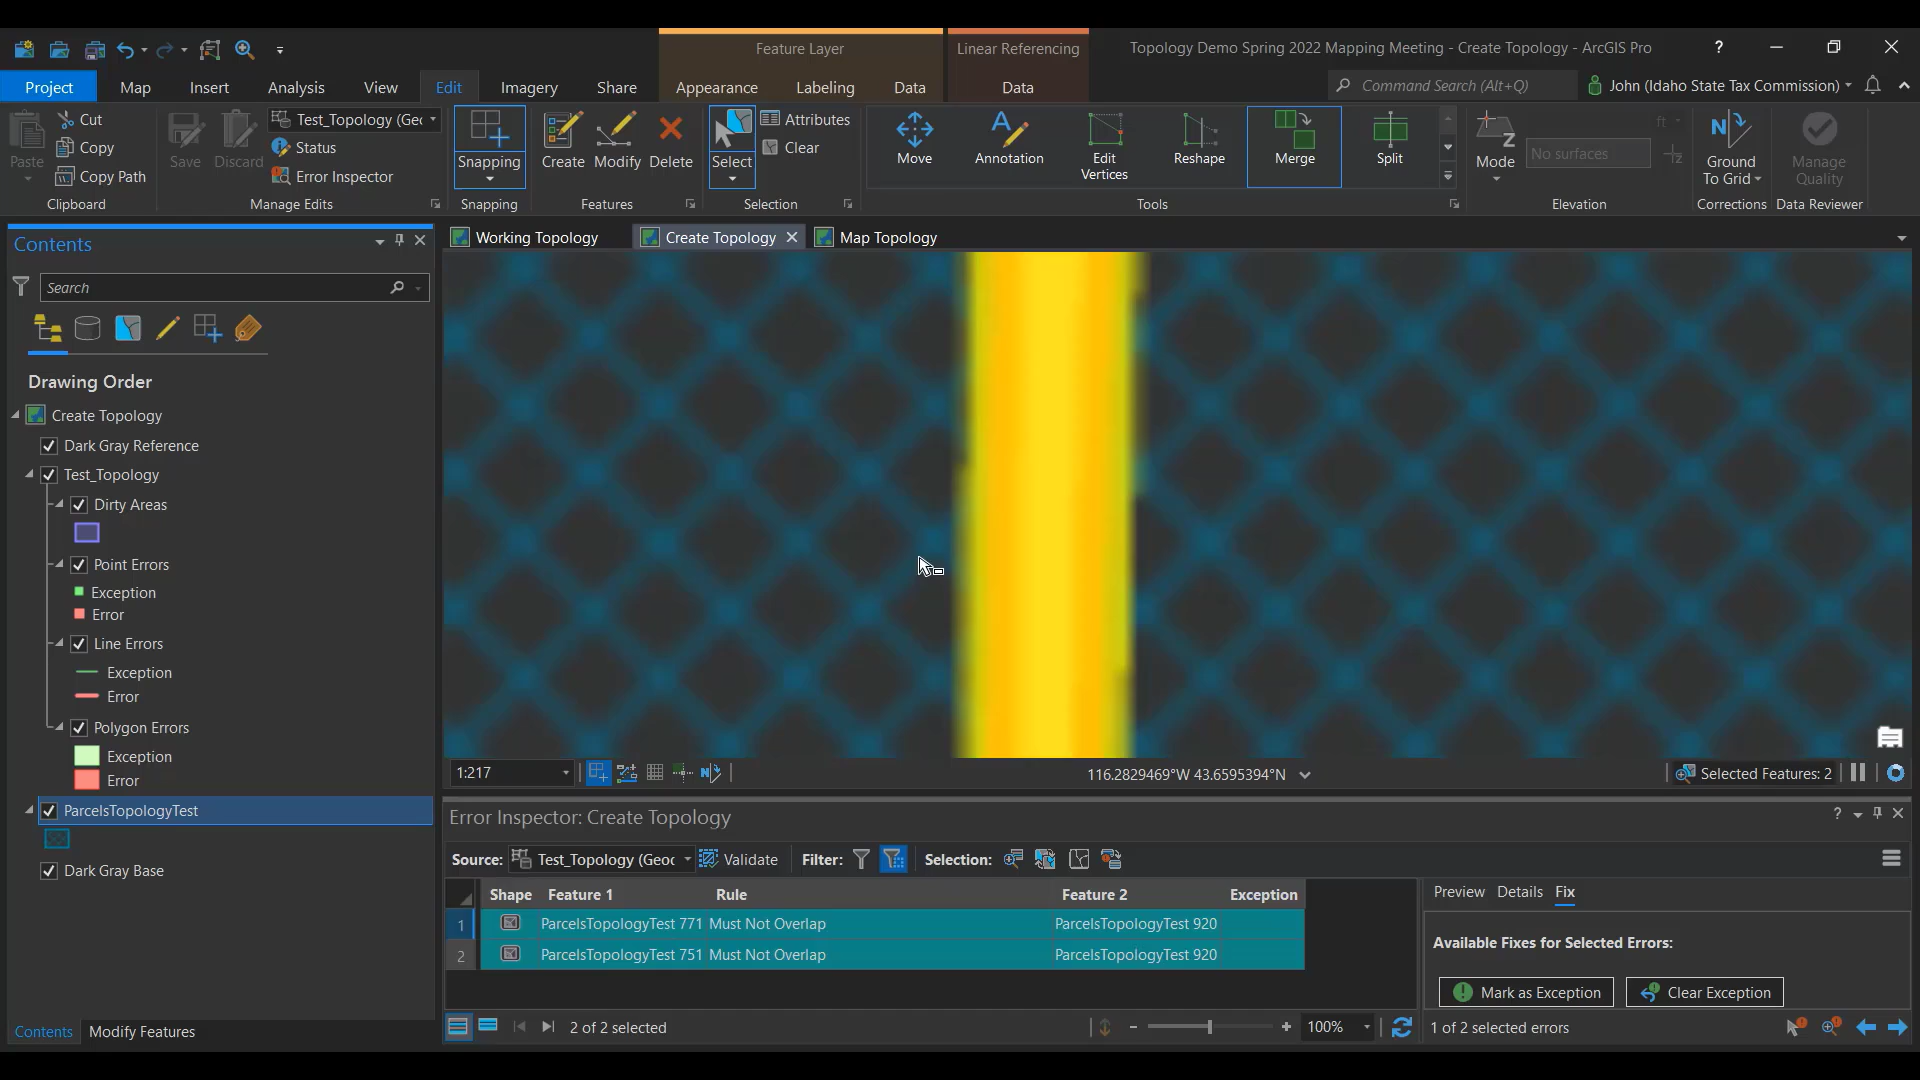 Feature Layer
Linear Referencing
Topology Demo Spring 2022 Mapping Meeting - Create Topology - ArcGIS Pro
?
Project
Map
Insert
Analysis
View
Edit
Imagery
Share
Appearance
Labeling
Data
Data
Command Search (Alt+Q)
John (Idaho State Tax Commission)
Paste
Cut
Copy
Copy Path
Clipboard
Save
Discard
Test_Topology (Geo
Status
Error Inspector
Manage Edits
Snapping
Snapping
Create
Modify
Delete
Features
Select
Attributes
Clear
Selection
Move
Annotation
Edit
Vertices
Reshape
Merge
Split
Tools
Mode
ft
No surfaces
Elevation
Ground
To Grid
Corrections
Manage
Quality
Data Reviewer
Contents
Search
Drawing Order
Create Topology
Dark Gray Reference
Test_Topology
Dirty Areas
Point Errors
Exception
Error
Line Errors
Exception
Error
Polygon Errors
Exception
Error
ParcelsTopologyTest
Dark Gray Base
Contents
Modify Features
Working Topology
Create Topology
Map Topology
1:217
116.2829469°W 43.6595394°N
Selected Features: 2
Error Inspector: Create Topology
?
Source:
Test_Topology (Geoc
Validate
Filter:
Selection:
Shape
Feature 1
Rule
Feature 2
Exception
1
ParcelsTopologyTest 771
Must Not Overlap
ParcelsTopologyTest 920
2
ParcelsTopologyTest 751
Must Not Overlap
ParcelsTopologyTest 920
Preview
Details
Fix
Available Fixes for Selected Errors:
Mark as Exception
Clear Exception
2 of 2 selected
100%
1 of 2 selected errors